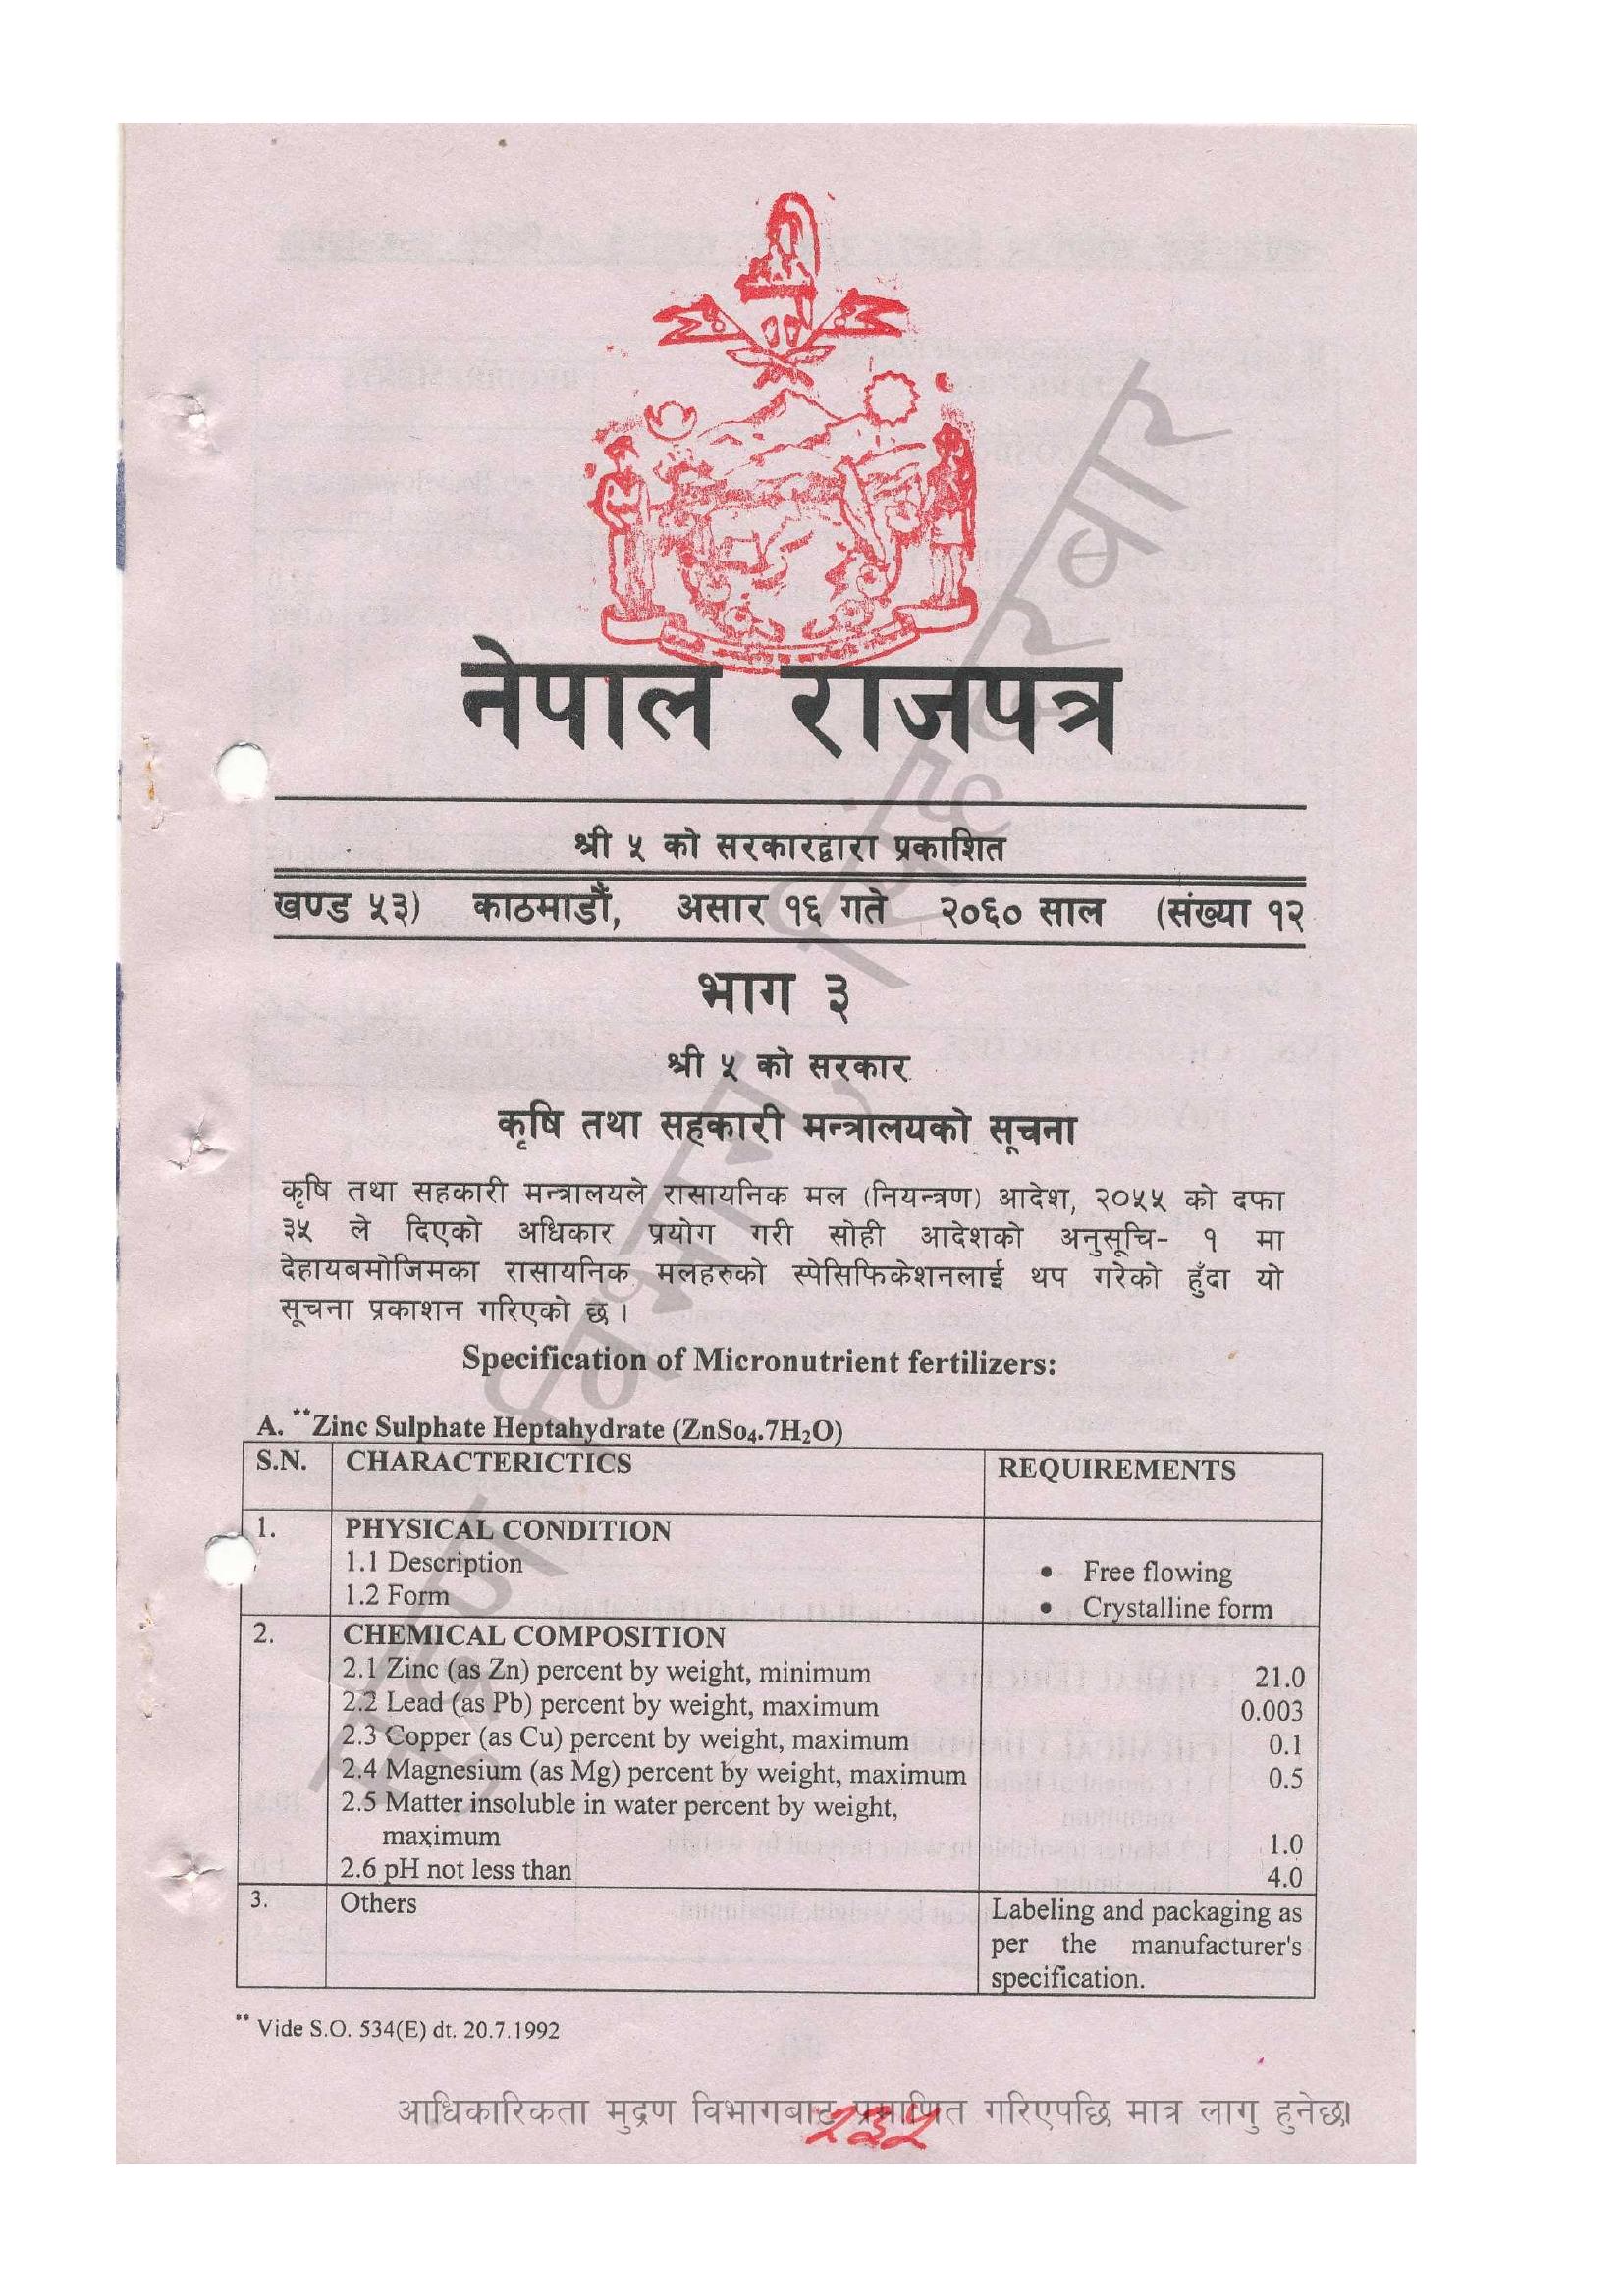 नेपाल राजपत्र
श्री ५ को सरकारद्वारा प्रकाशित
खण्ड ५३) काठमाडौं, असार १६ गते २०६० साल (संख्या १२
भाग ३
श्री ५ को सरकार
कृषि तथा सहकारी मन्त्रालयको सूचना
कृषि तथा सहकारी मन्त्रालयले रासायनिक मल (नियन्त्रण) आदेश, २०५५ को दफा
३५ ले दिएको अधिकार प्रयोग गरी सोही आदेशको अनुसूचि- १ मा
देहायबमोजिमका रासायनिक मलहरुको स्पेसिफिकेशनलाई थप गरेको हुँदा यो
सूचना प्रकाशन गरिएको छ ।
Specification of Micronutrient fertilizers:
A. **Zinc Sulphate Heptahydrate (ZnSo₄.7H₂O)
S.N. CHARACTERICTICS REQUIREMENTS
1. PHYSICAL CONDITION
1.1 Description • Free flowing
1.2 Form • Crystalline form
2. CHEMICAL COMPOSITION
2.1 Zinc (as Zn) percent by weight, minimum 21.0
2.2 Lead (as Pb) percent by weight, maximum 0.003
2.3 Copper (as Cu) percent by weight, maximum 0.1
2.4 Magnesium (as Mg) percent by weight, maximum 0.5
2.5 Matter insoluble in water percent by weight,
maximum 1.0
2.6 pH not less than 4.0
3. Others Labeling and packaging as
per the manufacturer's
specification.
** Vide S.O. 534(E) dt. 20.7.1992
आधिकारिकता मुद्रण विभागबाट प्रमाणित गरिएपछि मात्र लागु हुनेछ।
२३५
मुद्रण विभाग, सिंहदरवार